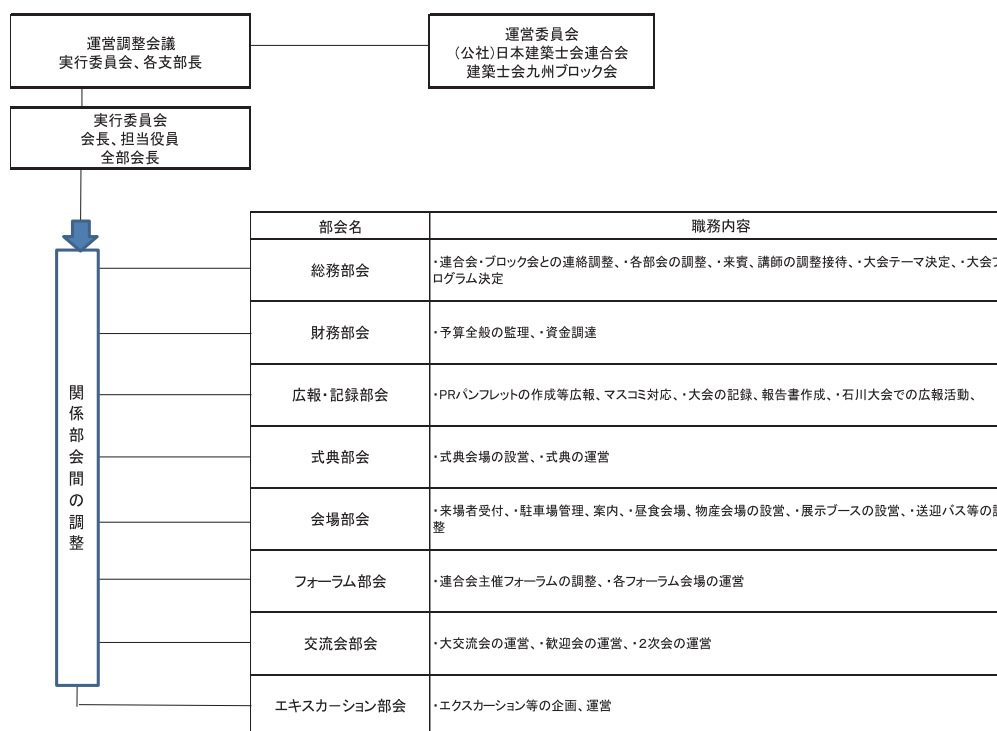 運営調整会議
実行委員会、各支部長
運営委員会
(公社)日本建築士会連合会
建築士会九州ブロック会
実行委員会
会長、担当役員
全部会長
関係部会間の調整
部会名
職務内容
総務部会
・連合会・ブロック会との連絡調整、・各部会の調整、・来賓、講師の調整接待、・大会テーマ決定、・大会プ
ログラム決定
財務部会
・予算全般の監理、・資金調達
広報・記録部会
・PRパンフレットの作成等広報、マスコミ対応、・大会の記録、報告書作成、・石川大会での広報活動、
式典部会
・式典会場の設営、・式典の運営
会場部会
・来場者受付、・駐車場管理、案内、・昼食会場、物産会場の設営、・展示ブースの設営、・送迎バス等の調
整
フォーラム部会
・連合会主催フォーラムの調整、・各フォーラム会場の運営
交流会部会
・大交流会の運営、・歓迎会の運営、・2次会の運営
エキスカーション部会
・エクスカーション等の企画、運営